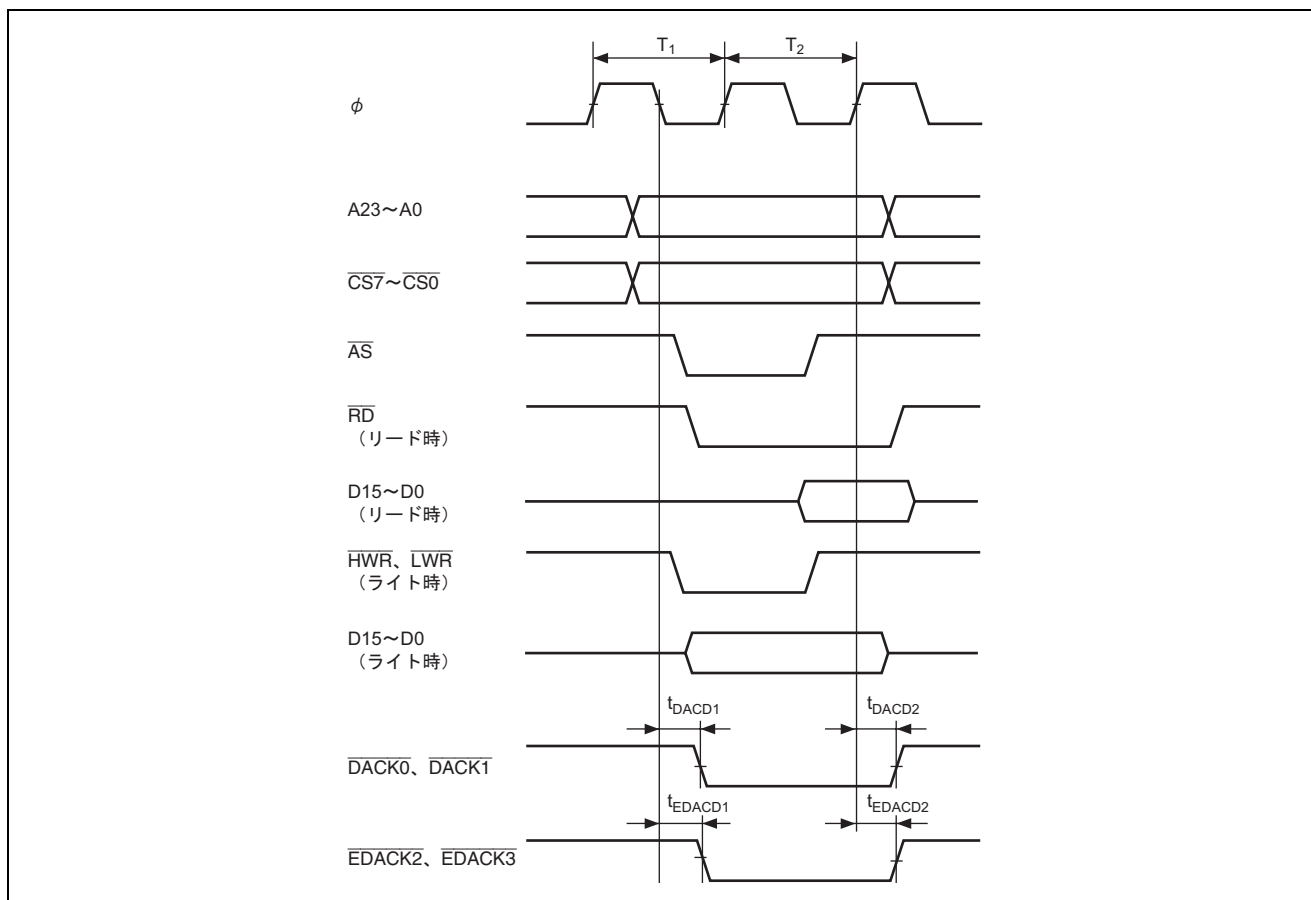 T1 T2
φ
A23～A0
CS7～CS0
AS
RD
（リード時）
D15～D0
（リード時）
HWR、LWR
（ライト時）
D15～D0
（ライト時）
tDACD1 tDACD2
DACK0、DACK1
tEDACD1 tEDACD2
EDACK2、EDACK3